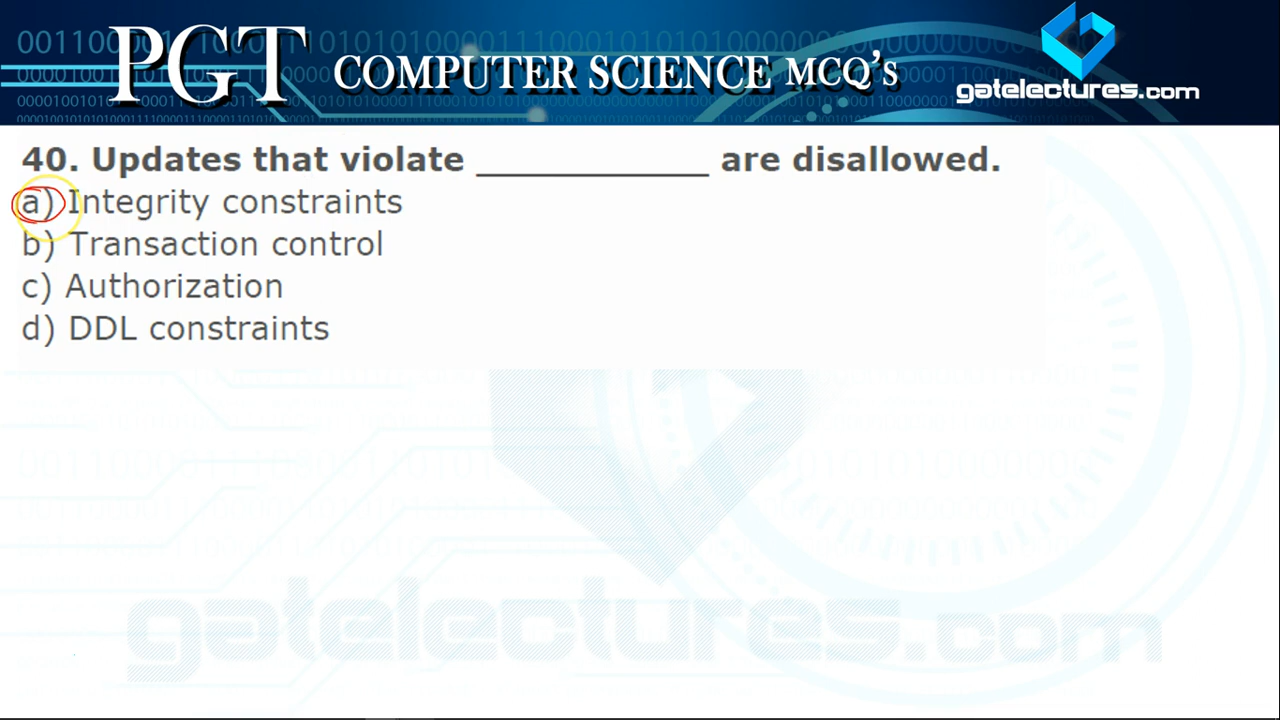 PGT COMPUTER SCIENCE MCQ's
gatelectures.com
40. Updates that violate ____________ are disallowed.
a) Integrity constraints
b) Transaction control
c) Authorization
d) DDL constraints
gatelectures.com